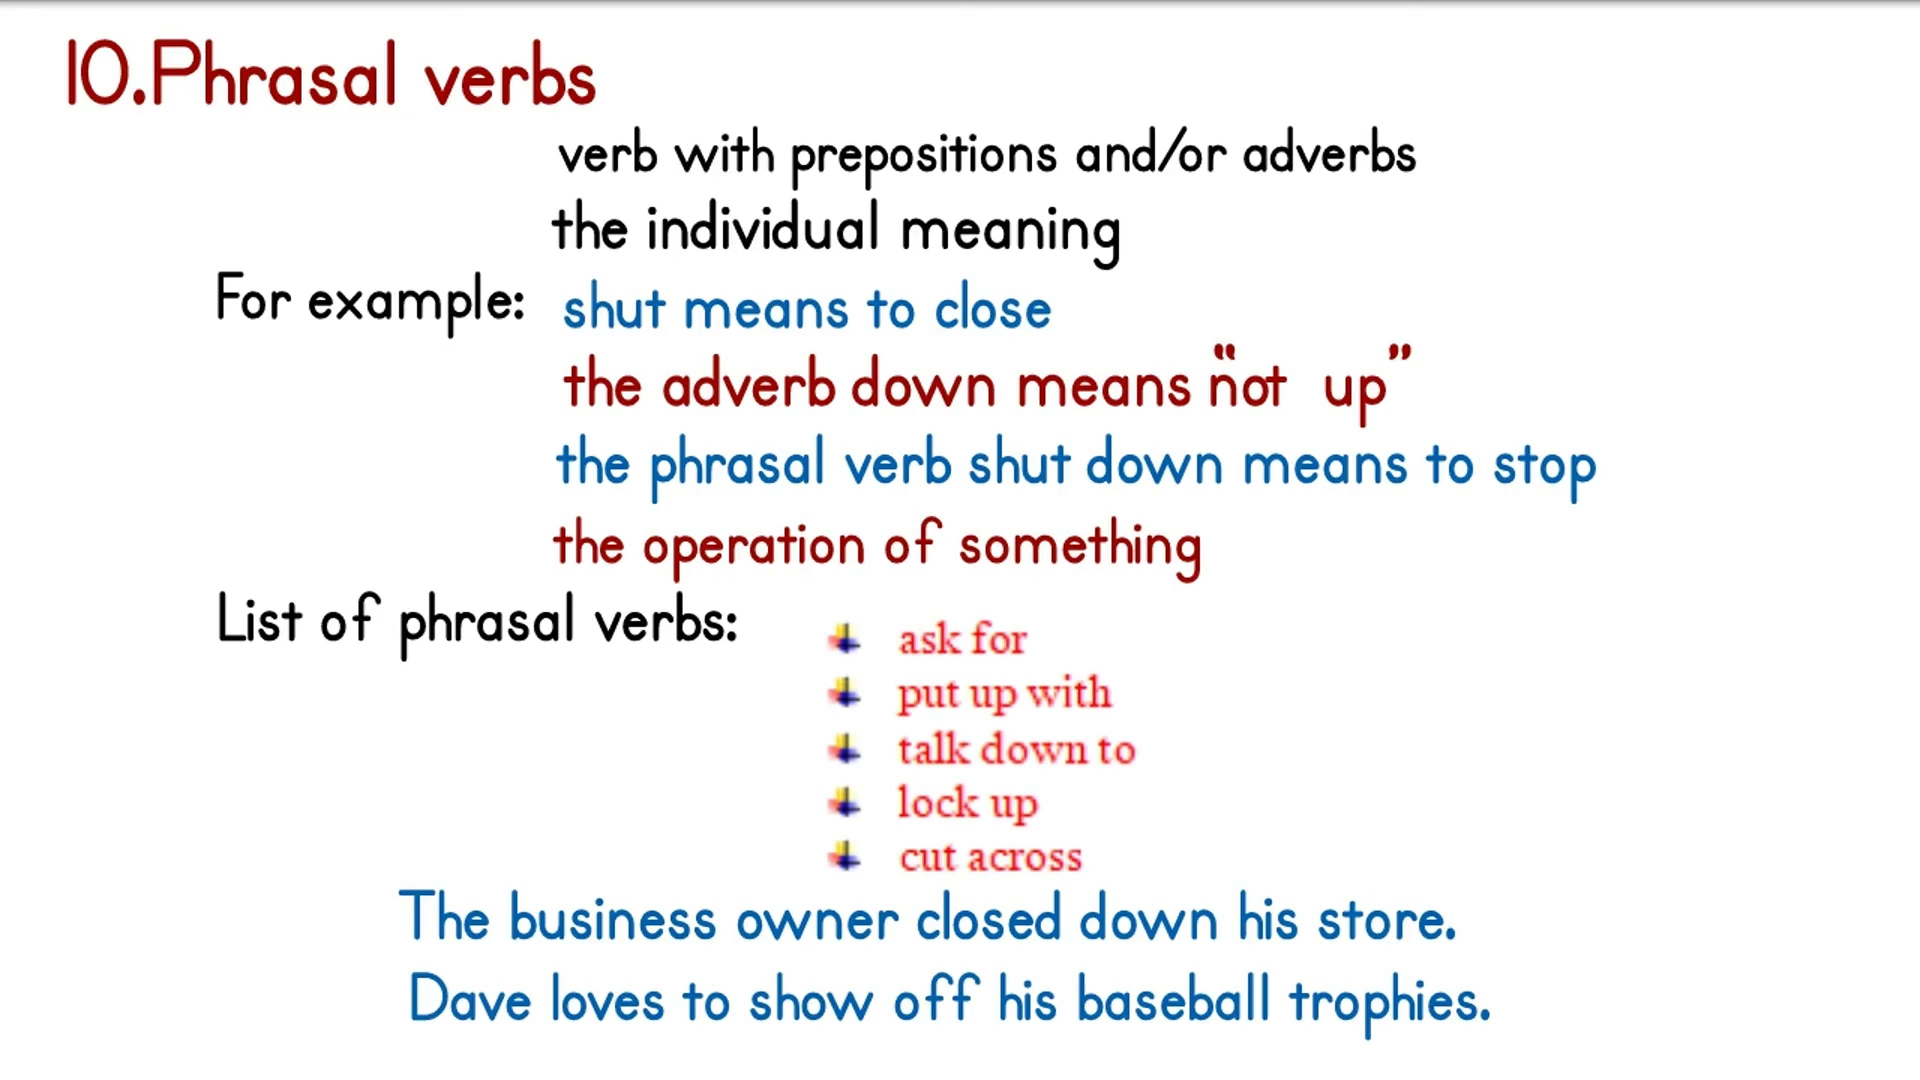 10.Phrasal verbs
verb with prepositions and/or adverbs
the individual meaning
For example: shut means to close
the adverb down means “not up”
the phrasal verb shut down means to stop
the operation of something
List of phrasal verbs:
ask for
put up with
talk down to
lock up
cut across
The business owner closed down his store.
Dave loves to show off his baseball trophies.